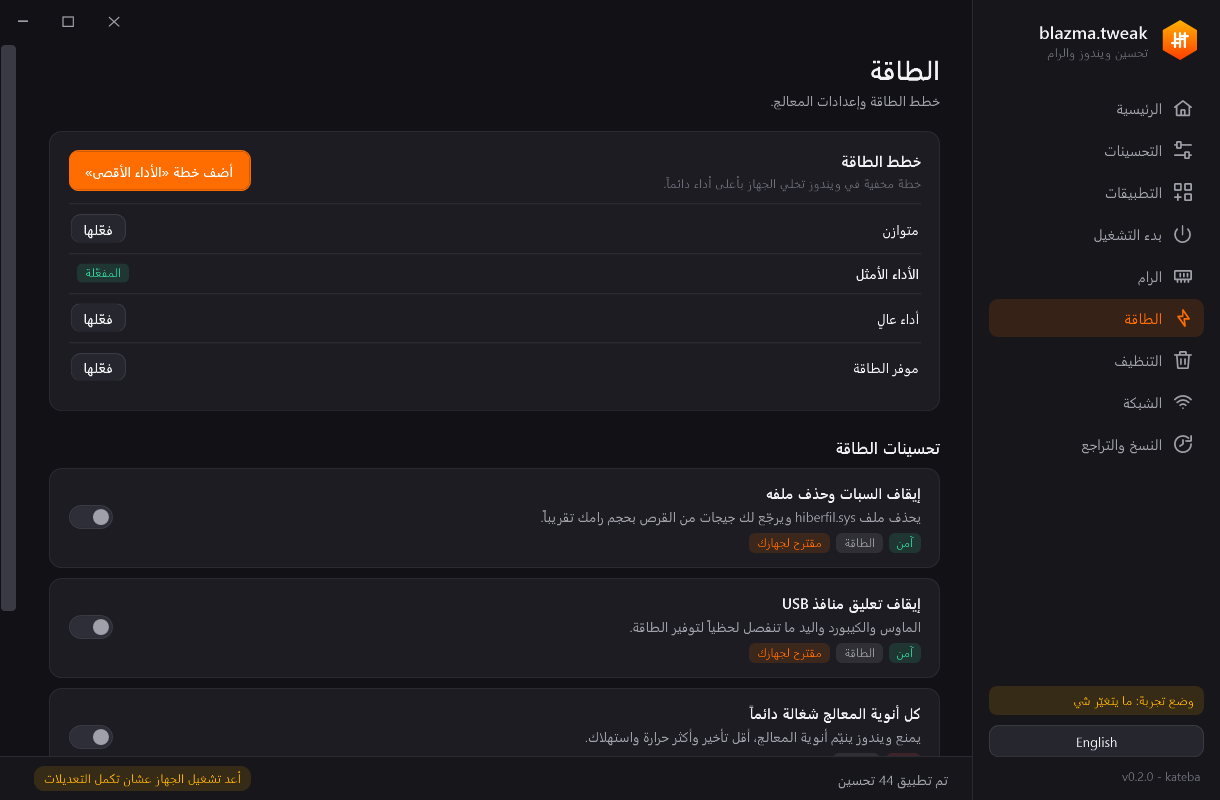 blazma.tweak
تحسين ويندوز والرام
الرئيسية
التحسينات
التطبيقات
بدء التشغيل
الرام
الطاقة
التنظيف
الشبكة
النسخ والتراجع
وضع تجربة: ما يتغيّر شي
English
v0.2.0 - kateba
الطاقة
خطط الطاقة وإعدادات المعالج.
خطط الطاقة
أضف خطة «الأداء الأقصى»
خطة مخفية في ويندوز تخلي الجهاز بأعلى أداء دائماً.
متوازن
فعّلها
الأداء الأمثل
المفعّلة
أداء عالٍ
فعّلها
موفر الطاقة
فعّلها
تحسينات الطاقة
إيقاف السبات وحذف ملفه
يحذف ملف hiberfil.sys ويرجّع لك جيجات من القرص بحجم رامك تقريباً.
آمن
الطاقة
مقترح لجهازك
إيقاف تعليق منافذ USB
الماوس والكيبورد واليد ما تنفصل لحظياً لتوفير الطاقة.
آمن
الطاقة
مقترح لجهازك
كل أنوية المعالج شغالة دائماً
يمنع ويندوز ينيّم أنوية المعالج، أقل تأخير وأكثر حرارة واستهلاك.
تم تطبيق 44 تحسين
أعد تشغيل الجهاز عشان تكمل التعديلات